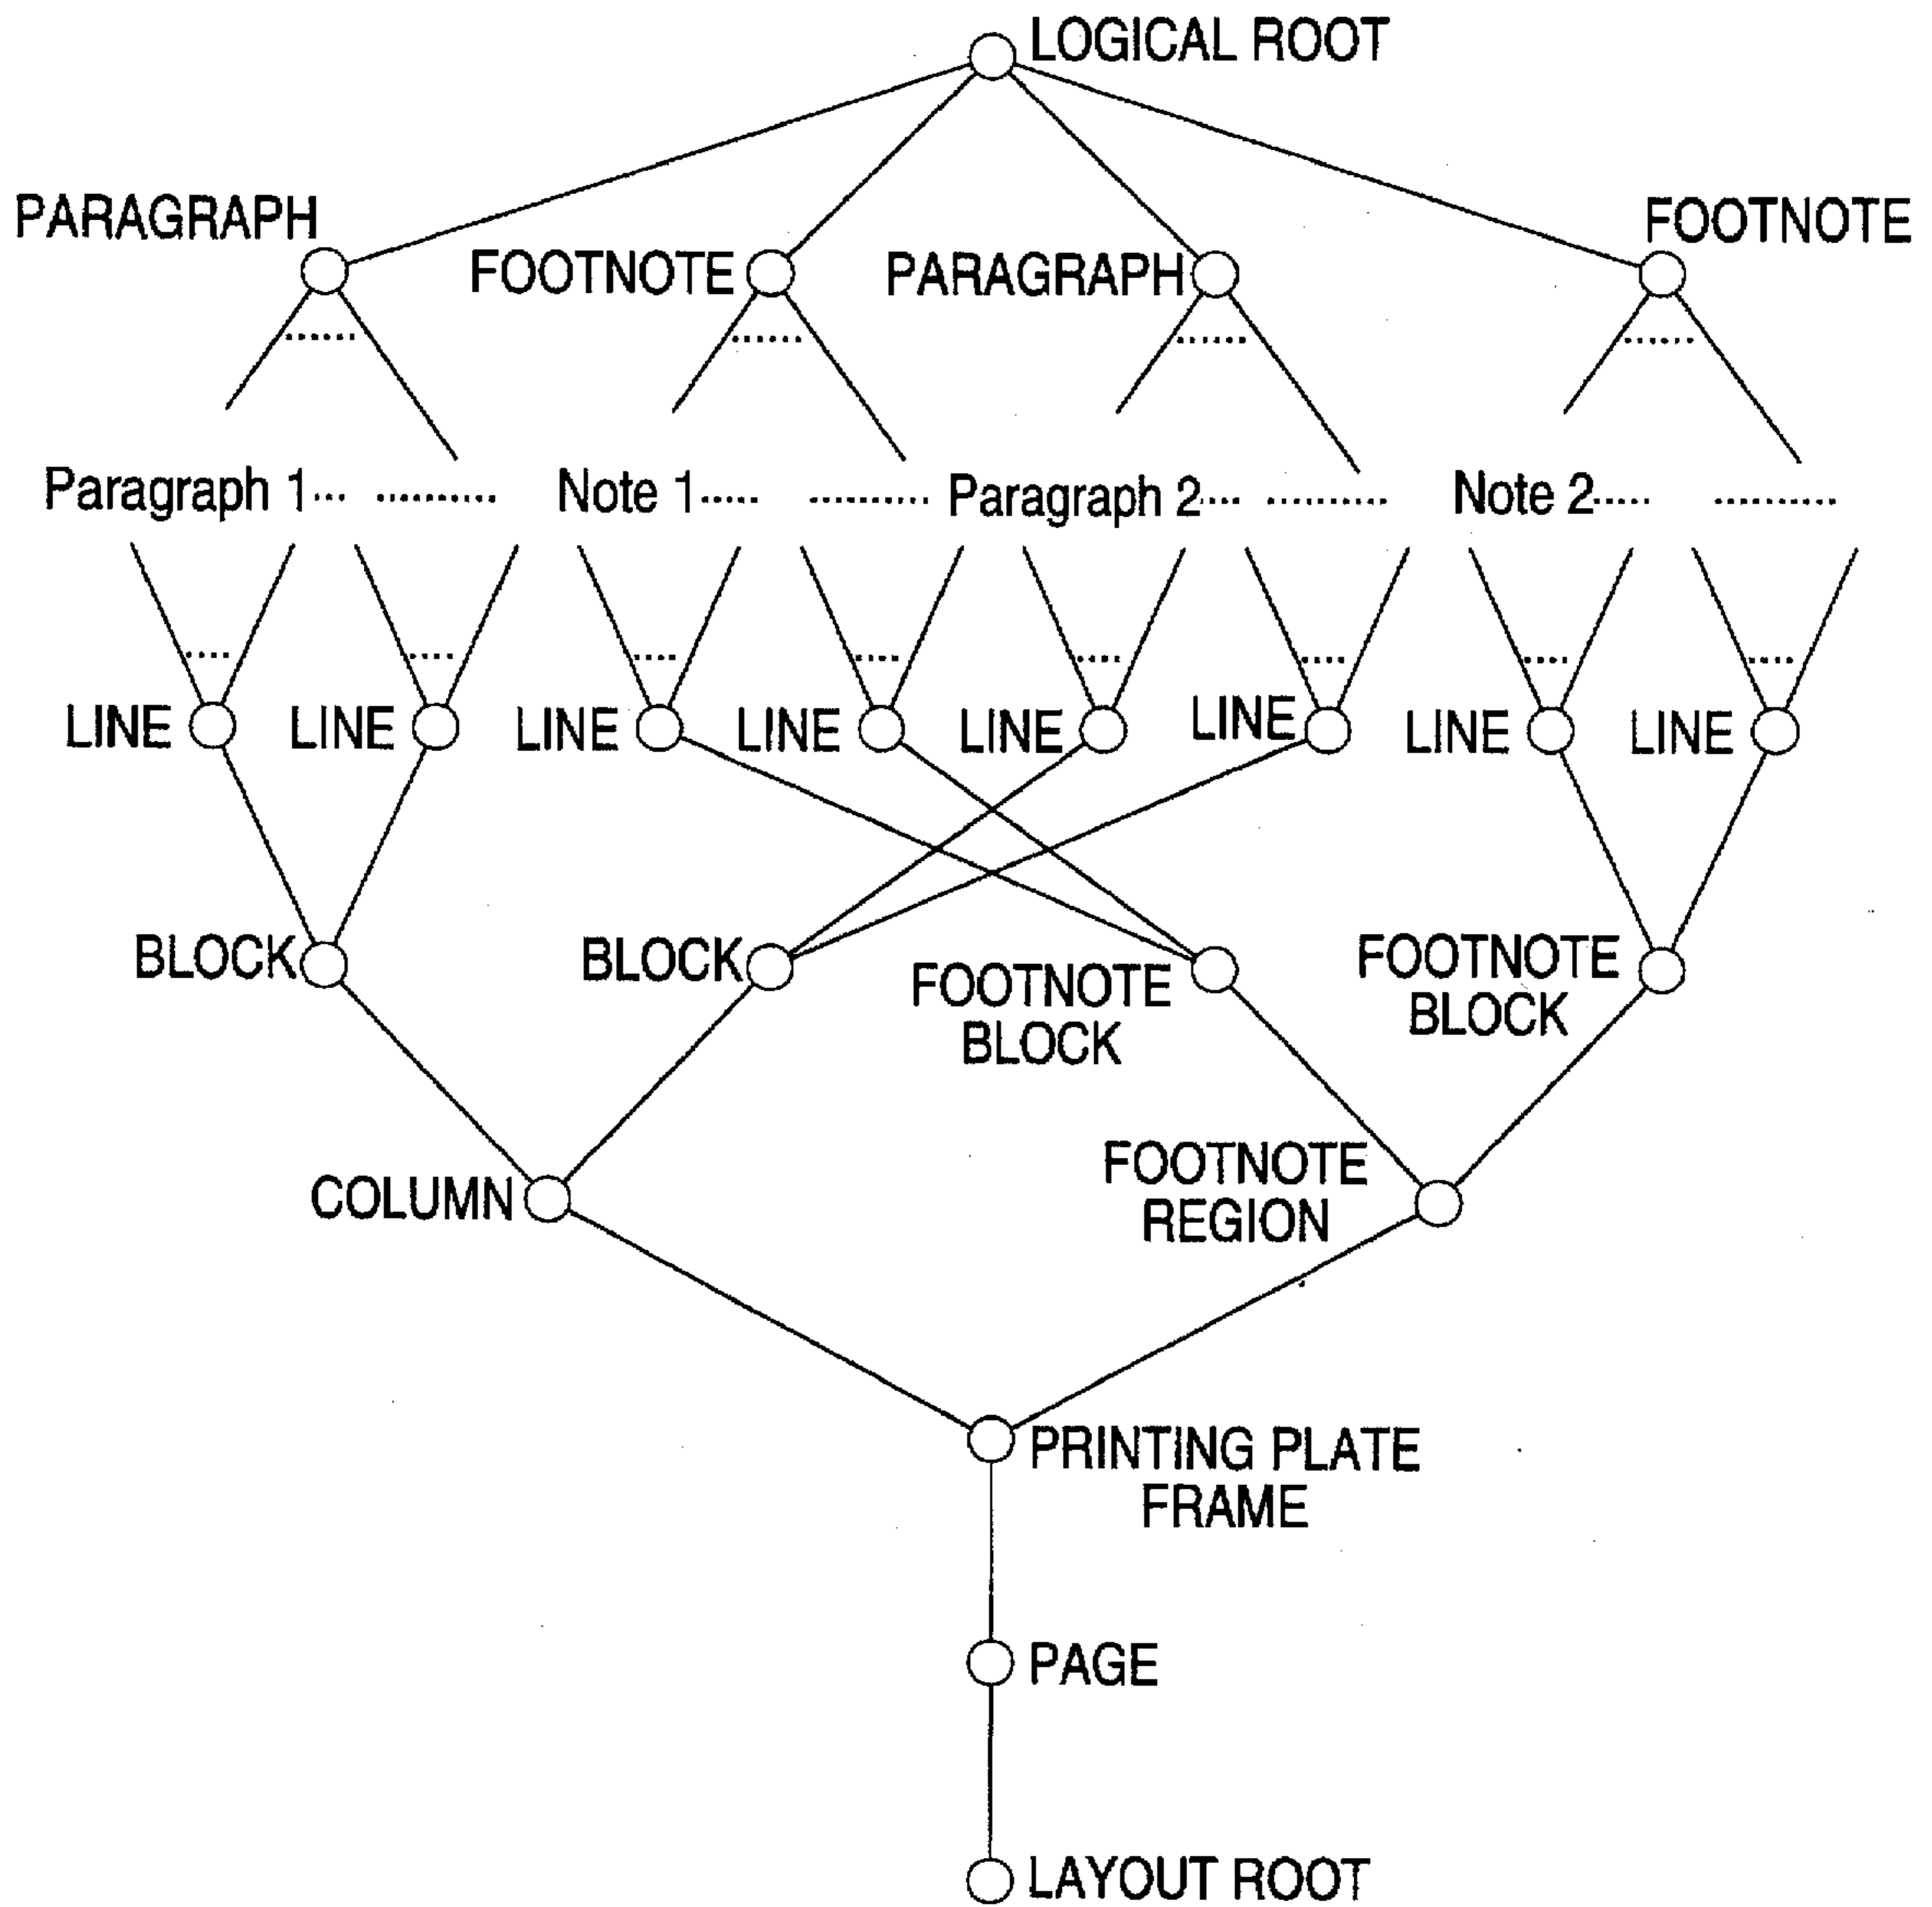 LOGICAL ROOT
PARAGRAPH
FOOTNOTE
PARAGRAPH
FOOTNOTE
Paragraph 1... .......... Note 1..... .......... Paragraph 2... .......... Note 2..... ..........
LINE LINE LINE LINE LINE LINE LINE LINE
BLOCK
BLOCK
FOOTNOTE
BLOCK
FOOTNOTE
BLOCK
COLUMN
FOOTNOTE
REGION
PRINTING PLATE
FRAME
PAGE
LAYOUT ROOT